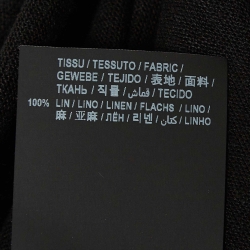 TISSU / TESSUTO / FABRIC /
GEWEBE / TEJIDO / 表地 / 面料 /
ТКАНЬ / 직물 / قماش / TECIDO
100% LIN / LINO / LINEN / FLACHS / LINO /
麻 / 亚麻 / ЛЁН / 리넨 / كتان / LINHO